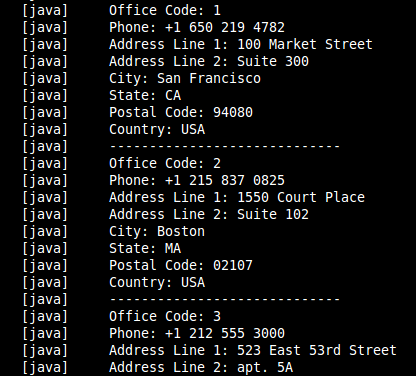 [java] Office Code: 1
[java] Phone: +1 650 219 4782
[java] Address Line 1: 100 Market Street
[java] Address Line 2: Suite 300
[java] City: San Francisco
[java] State: CA
[java] Postal Code: 94080
[java] Country: USA
[java] -----------------------------
[java] Office Code: 2
[java] Phone: +1 215 837 0825
[java] Address Line 1: 1550 Court Place
[java] Address Line 2: Suite 102
[java] City: Boston
[java] State: MA
[java] Postal Code: 02107
[java] Country: USA
[java] -----------------------------
[java] Office Code: 3
[java] Phone: +1 212 555 3000
[java] Address Line 1: 523 East 53rd Street
[java] Address Line 2: apt. 5A